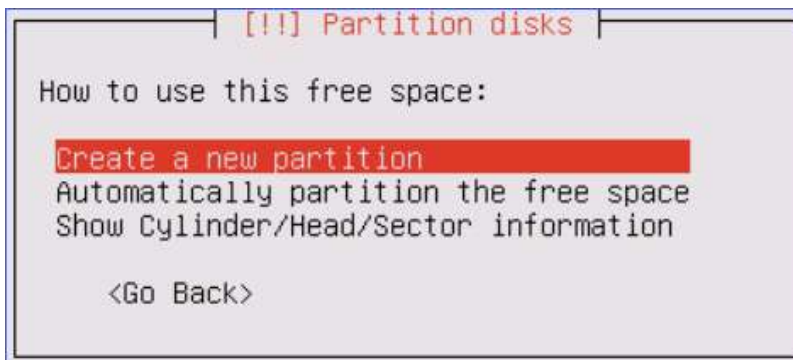 [!!] Partition disks
How to use this free space:
Create a new partition
Automatically partition the free space
Show Cylinder/Head/Sector information
<Go Back>